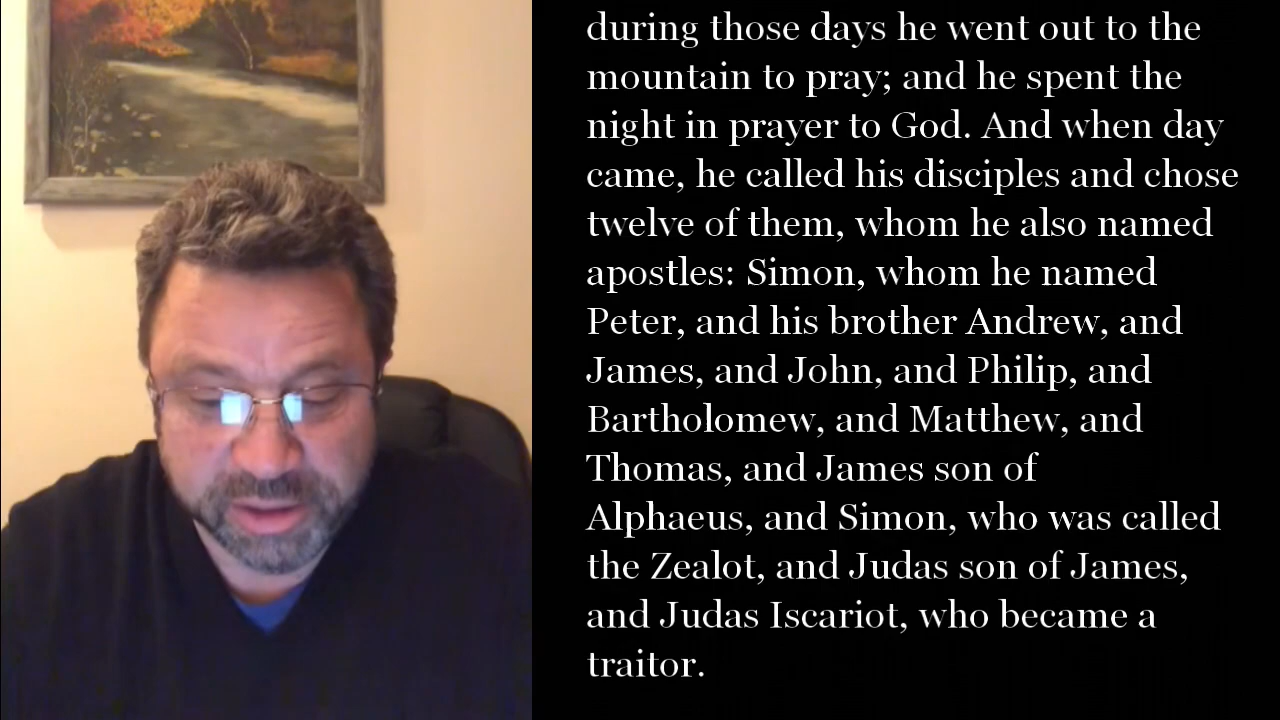 during those days he went out to the
mountain to pray; and he spent the
night in prayer to God. And when day
came, he called his disciples and chose
twelve of them, whom he also named
apostles: Simon, whom he named
Peter, and his brother Andrew, and
James, and John, and Philip, and
Bartholomew, and Matthew, and
Thomas, and James son of
Alphaeus, and Simon, who was called
the Zealot, and Judas son of James,
and Judas Iscariot, who became a
traitor.